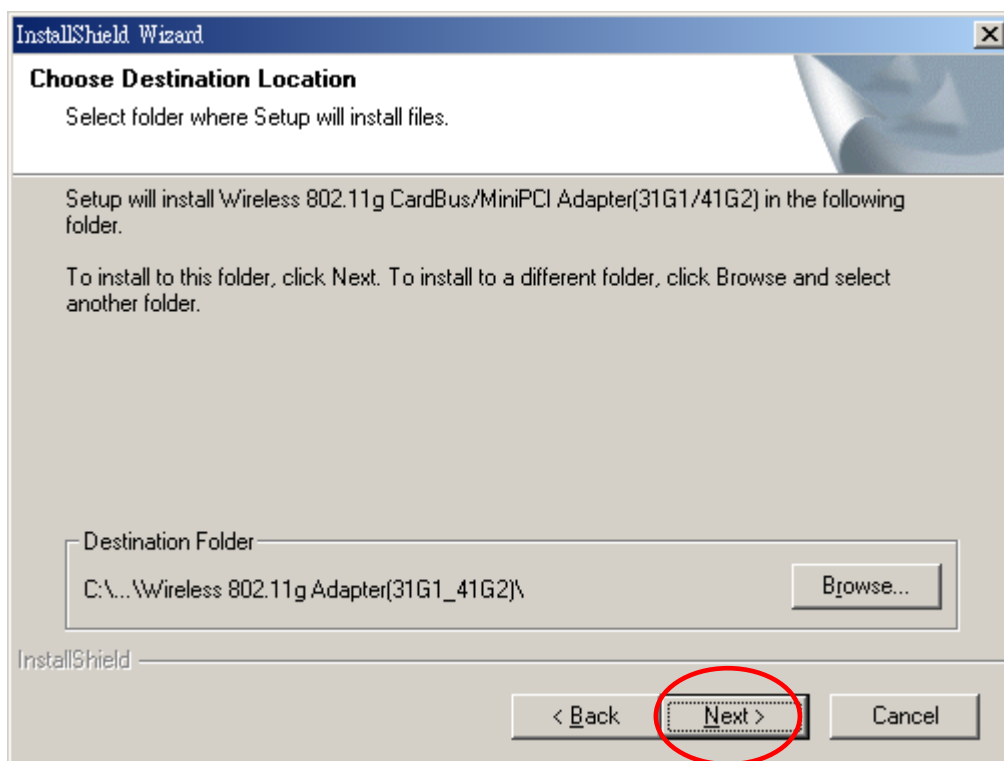 InstallShield Wizard
Choose Destination Location
Select folder where Setup will install files.
Setup will install Wireless 802.11g CardBus/MiniPCI Adapter(31G1/41G2) in the following
folder.
To install to this folder, click Next. To install to a different folder, click Browse and select
another folder.
Destination Folder
C:\...\Wireless 802.11g Adapter(31G1_41G2)\
Browse...
InstallShield
< Back
Next >
Cancel